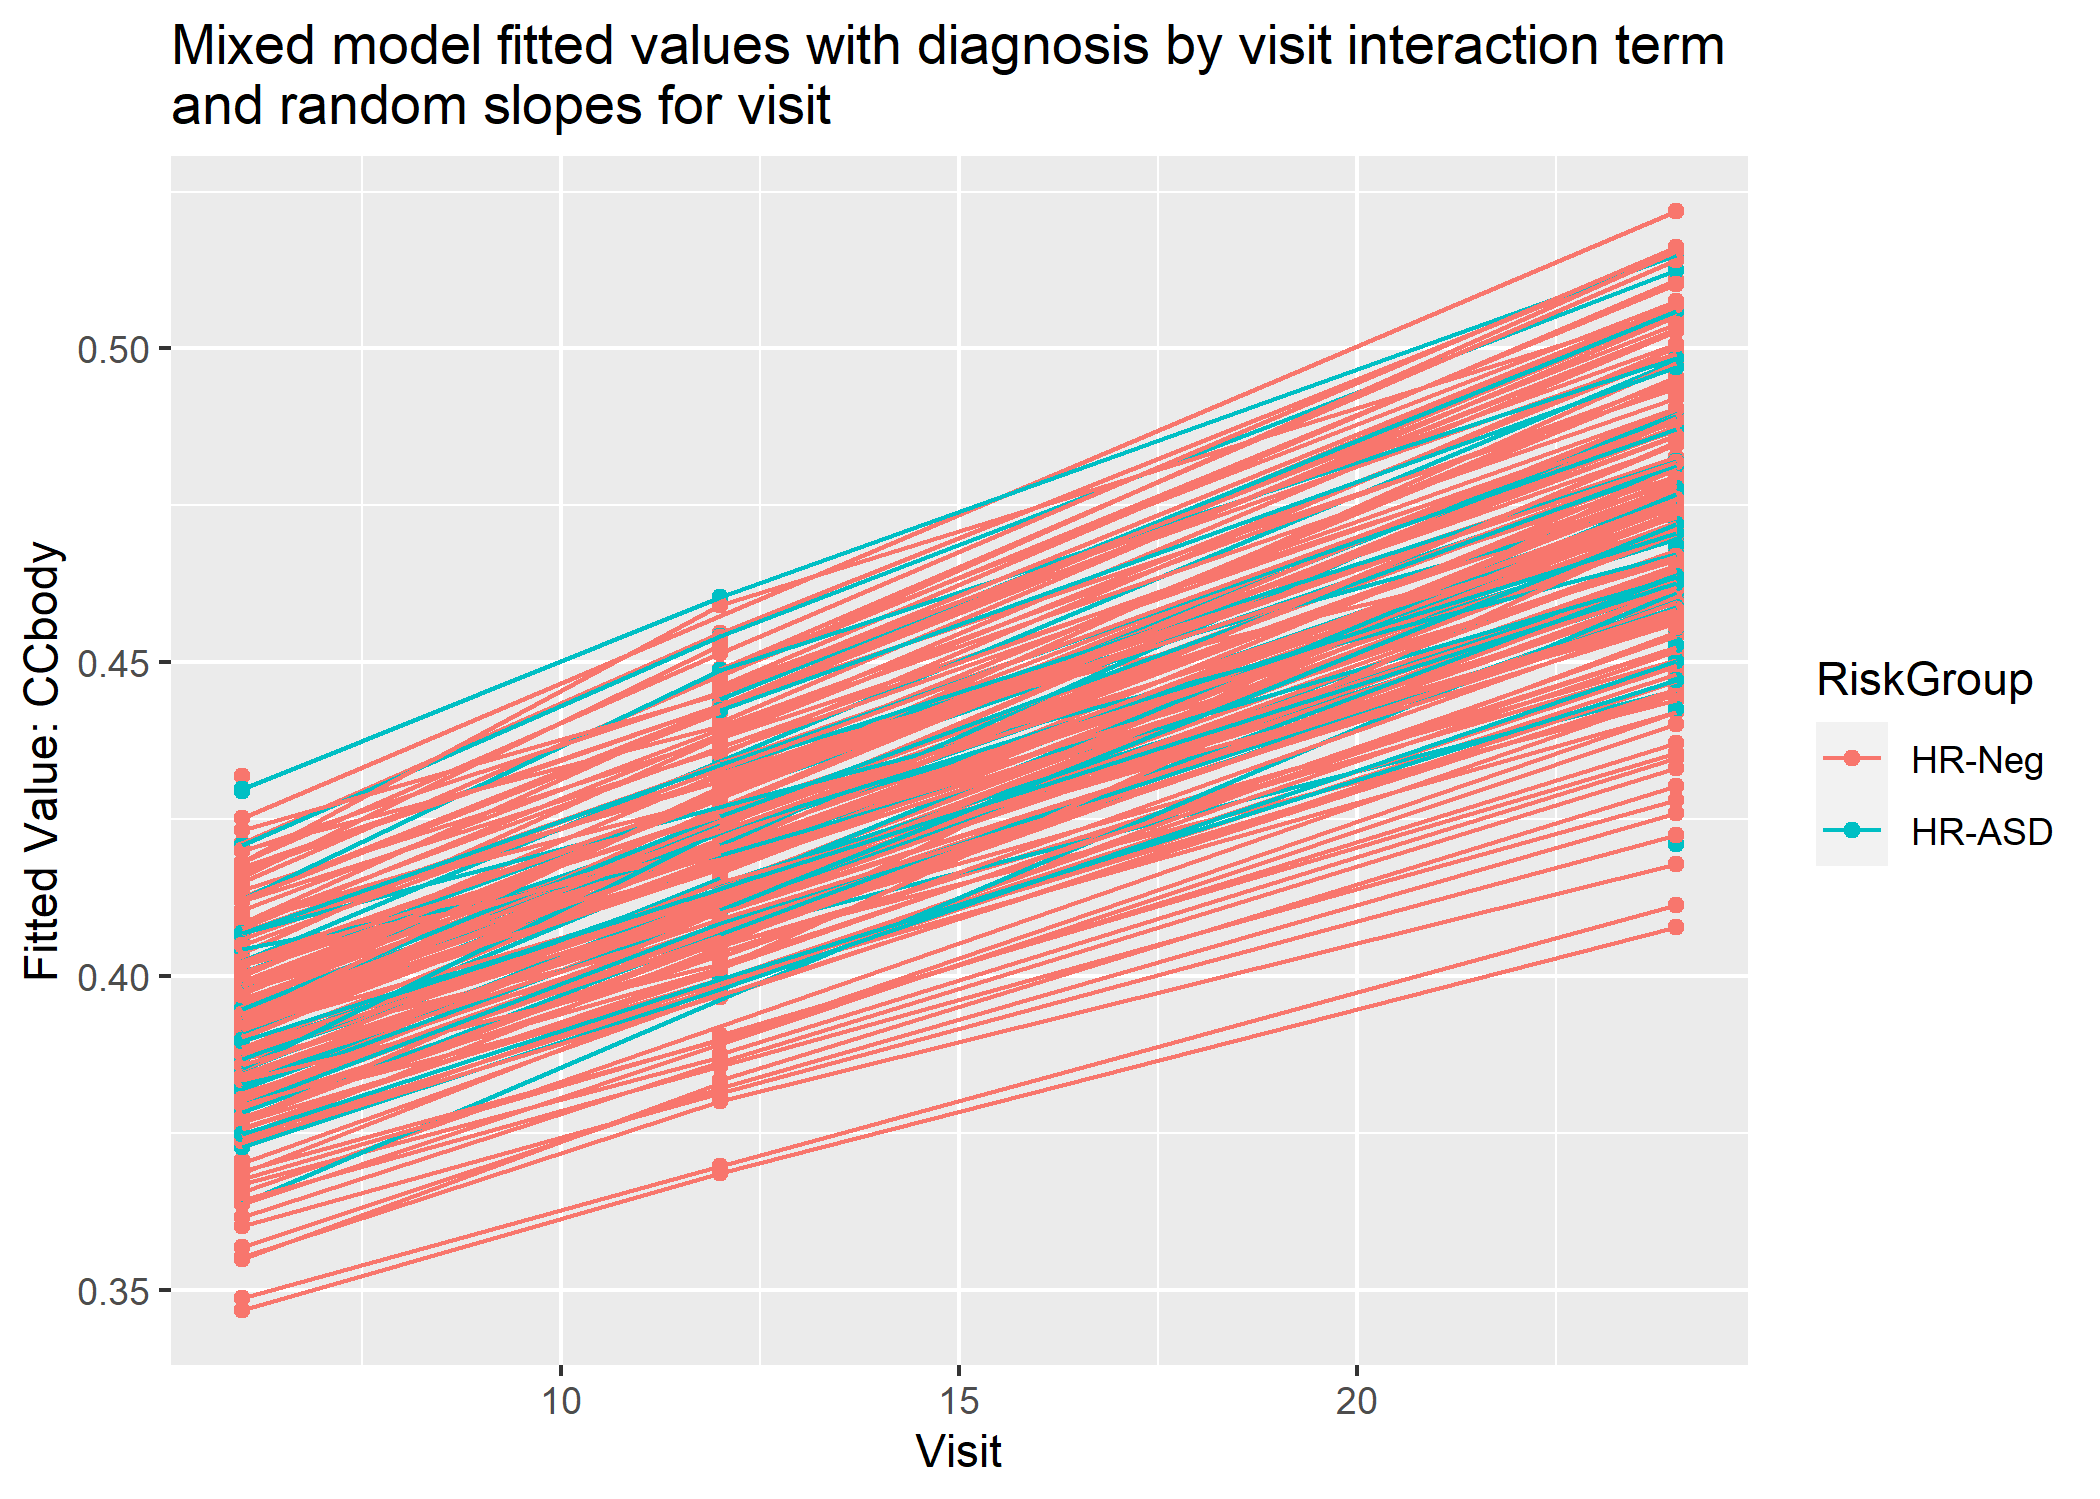 Mixed model fitted values with diagnosis by visit interaction term
and random slopes for visit
Fitted Value: CCbody
0.50
0.45
0.40
0.35
10
15
20
Visit
RiskGroup
HR-Neg
HR-ASD